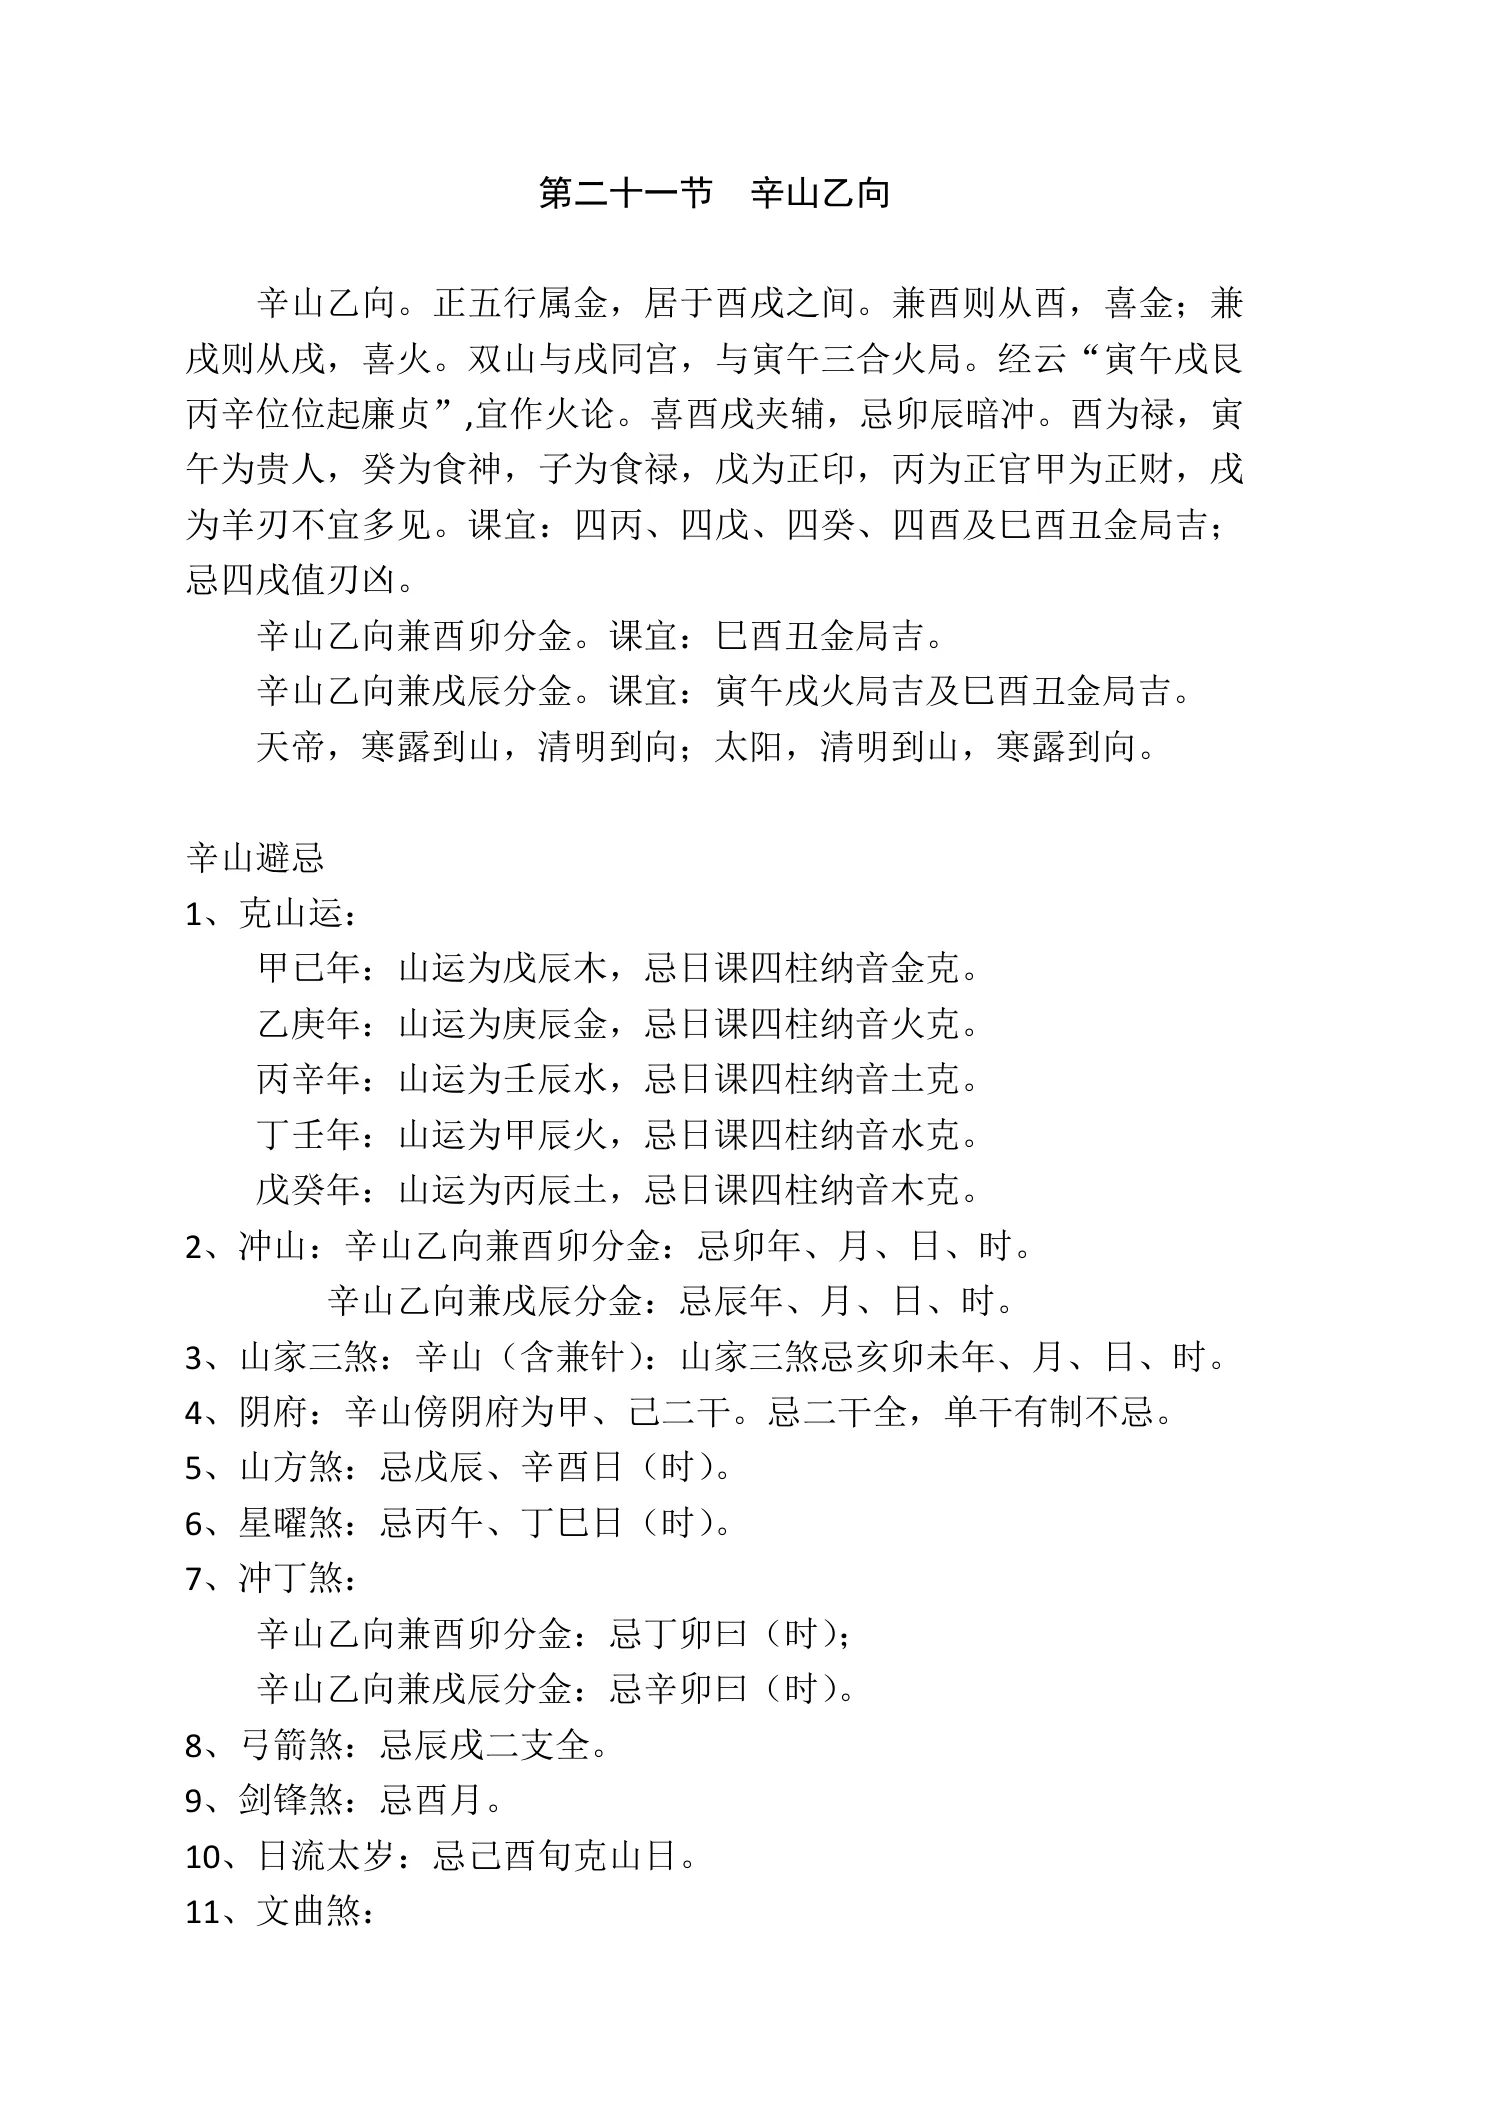 第二十一节　辛山乙向
辛山乙向。正五行属金，居于酉戌之间。兼酉则从酉，喜金；兼
戌则从戌，喜火。双山与戌同宫，与寅午三合火局。经云“寅午戌艮
丙辛位位起廉贞”,宜作火论。喜酉戌夹辅，忌卯辰暗冲。酉为禄，寅
午为贵人，癸为食神，子为食禄，戊为正印，丙为正官甲为正财，戌
为羊刃不宜多见。课宜：四丙、四戊、四癸、四酉及巳酉丑金局吉；
忌四戌值刃凶。
辛山乙向兼酉卯分金。课宜：巳酉丑金局吉。
辛山乙向兼戌辰分金。课宜：寅午戌火局吉及巳酉丑金局吉。
天帝，寒露到山，清明到向；太阳，清明到山，寒露到向。
辛山避忌
1、克山运：
甲已年：山运为戊辰木，忌日课四柱纳音金克。
乙庚年：山运为庚辰金，忌日课四柱纳音火克。
丙辛年：山运为壬辰水，忌日课四柱纳音土克。
丁壬年：山运为甲辰火，忌日课四柱纳音水克。
戊癸年：山运为丙辰土，忌日课四柱纳音木克。
2、冲山：辛山乙向兼酉卯分金：忌卯年、月、日、时。
辛山乙向兼戌辰分金：忌辰年、月、日、时。
3、山家三煞：辛山（含兼针）：山家三煞忌亥卯未年、月、日、时。
4、阴府：辛山傍阴府为甲、己二干。忌二干全，单干有制不忌。
5、山方煞：忌戊辰、辛酉日（时）。
6、星曜煞：忌丙午、丁巳日（时）。
7、冲丁煞：
辛山乙向兼酉卯分金：忌丁卯曰（时）；
辛山乙向兼戌辰分金：忌辛卯曰（时）。
8、弓箭煞：忌辰戌二支全。
9、剑锋煞：忌酉月。
10、日流太岁：忌己酉旬克山日。
11、文曲煞：